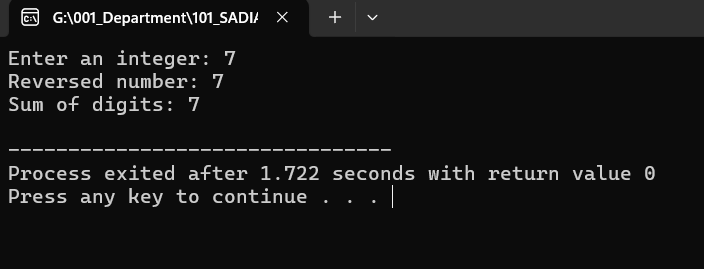 G:\001_Department\101_SADIA
Enter an integer: 7
Reversed number: 7
Sum of digits: 7
--------------------------------
Process exited after 1.722 seconds with return value 0
Press any key to continue . . .